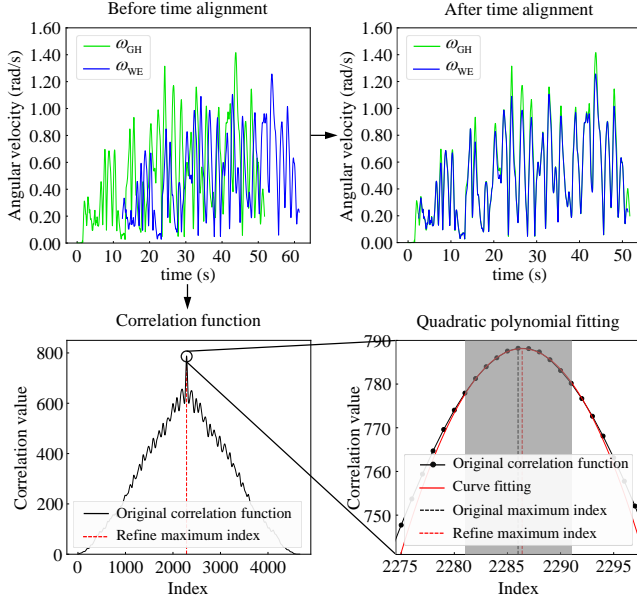 Before time alignment
Angular velocity (rad/s)
1.60
1.40
1.20
1.00
0.80
0.60
0.40
0.20
0.00
ω_GH
ω_WE
0 10 20 30 40 50 60
time (s)
After time alignment
Angular velocity (rad/s)
1.60
1.40
1.20
1.00
0.80
0.60
0.40
0.20
0.00
ω_GH
ω_WE
0 10 20 30 40 50
time (s)
Correlation function
Correlation value
800
600
400
200
0
Original correlation function
Refine maximum index
0 1000 2000 3000 4000
Index
Quadratic polynomial fitting
Correlation value
790
780
770
760
750
Original correlation function
Curve fitting
Original maximum index
Refine maximum index
2275 2280 2285 2290 2295
Index